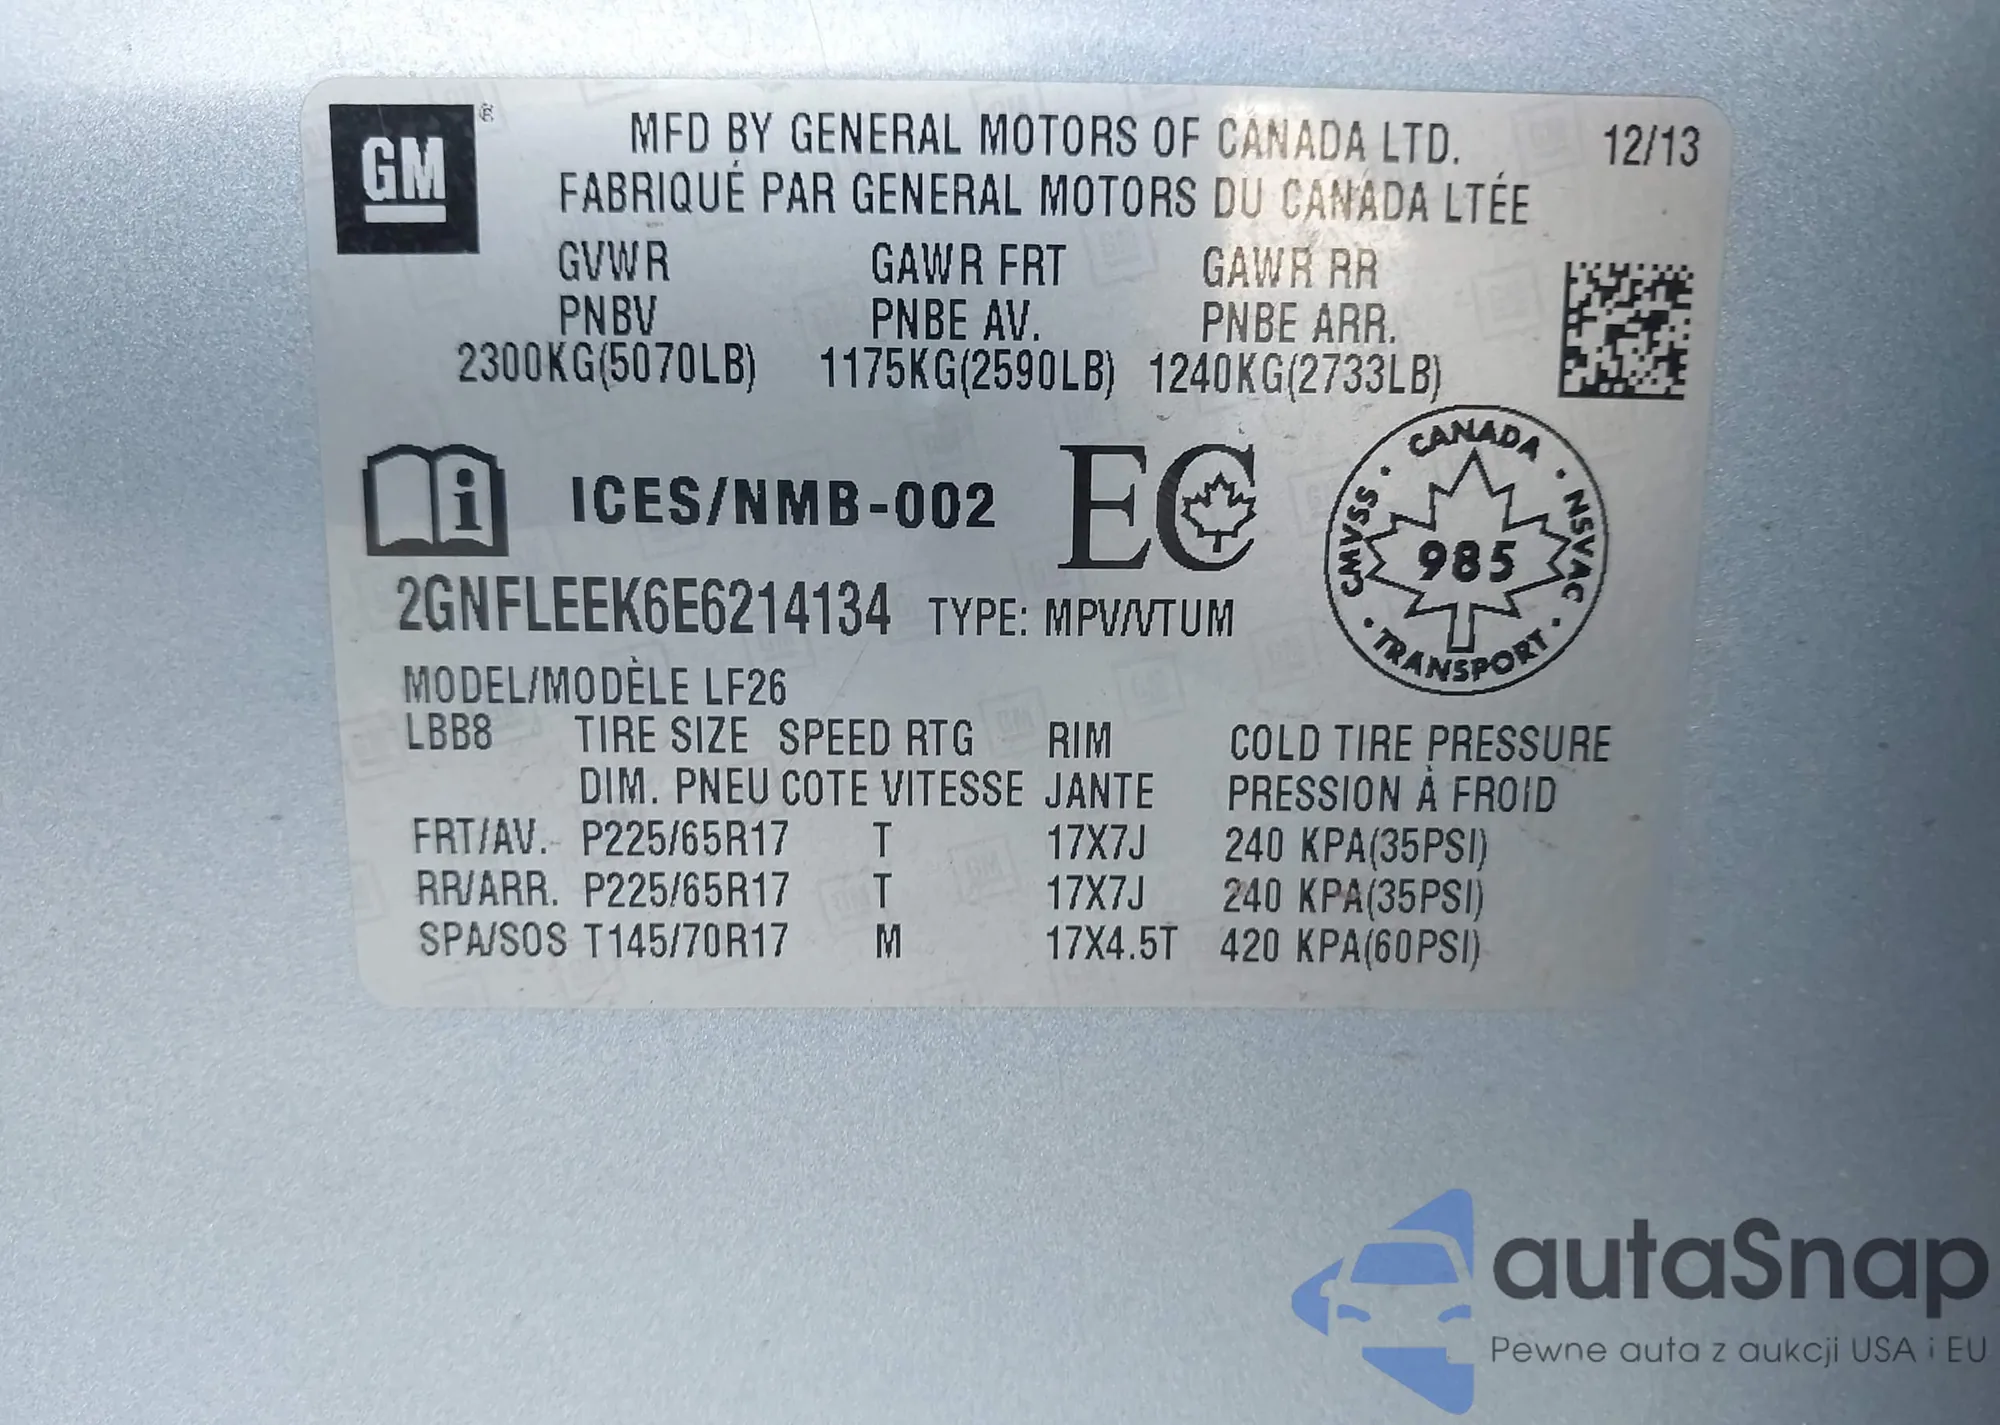 GM ®
MFD BY GENERAL MOTORS OF CANADA LTD. 12/13
FABRIQUÉ PAR GENERAL MOTORS DU CANADA LTÉE
GVWR GAWR FRT GAWR RR
PNBV PNBE AV. PNBE ARR.
2300KG(5070LB) 1175KG(2590LB) 1240KG(2733LB)
i ICES/NMB-002 EC
CANADA
CMVSS 985 NSVAC
TRANSPORT
2GNFLEEK6E6214134 TYPE: MPV/VTUM
MODEL/MODÈLE LF26
LBB8 TIRE SIZE SPEED RTG RIM COLD TIRE PRESSURE
DIM. PNEU COTE VITESSE JANTE PRESSION À FROID
FRT/AV. P225/65R17 T 17X7J 240 KPA(35PSI)
RR/ARR. P225/65R17 T 17X7J 240 KPA(35PSI)
SPA/SOS T145/70R17 M 17X4.5T 420 KPA(60PSI)
autaSnap
Pewne auta z aukcji USA i EU